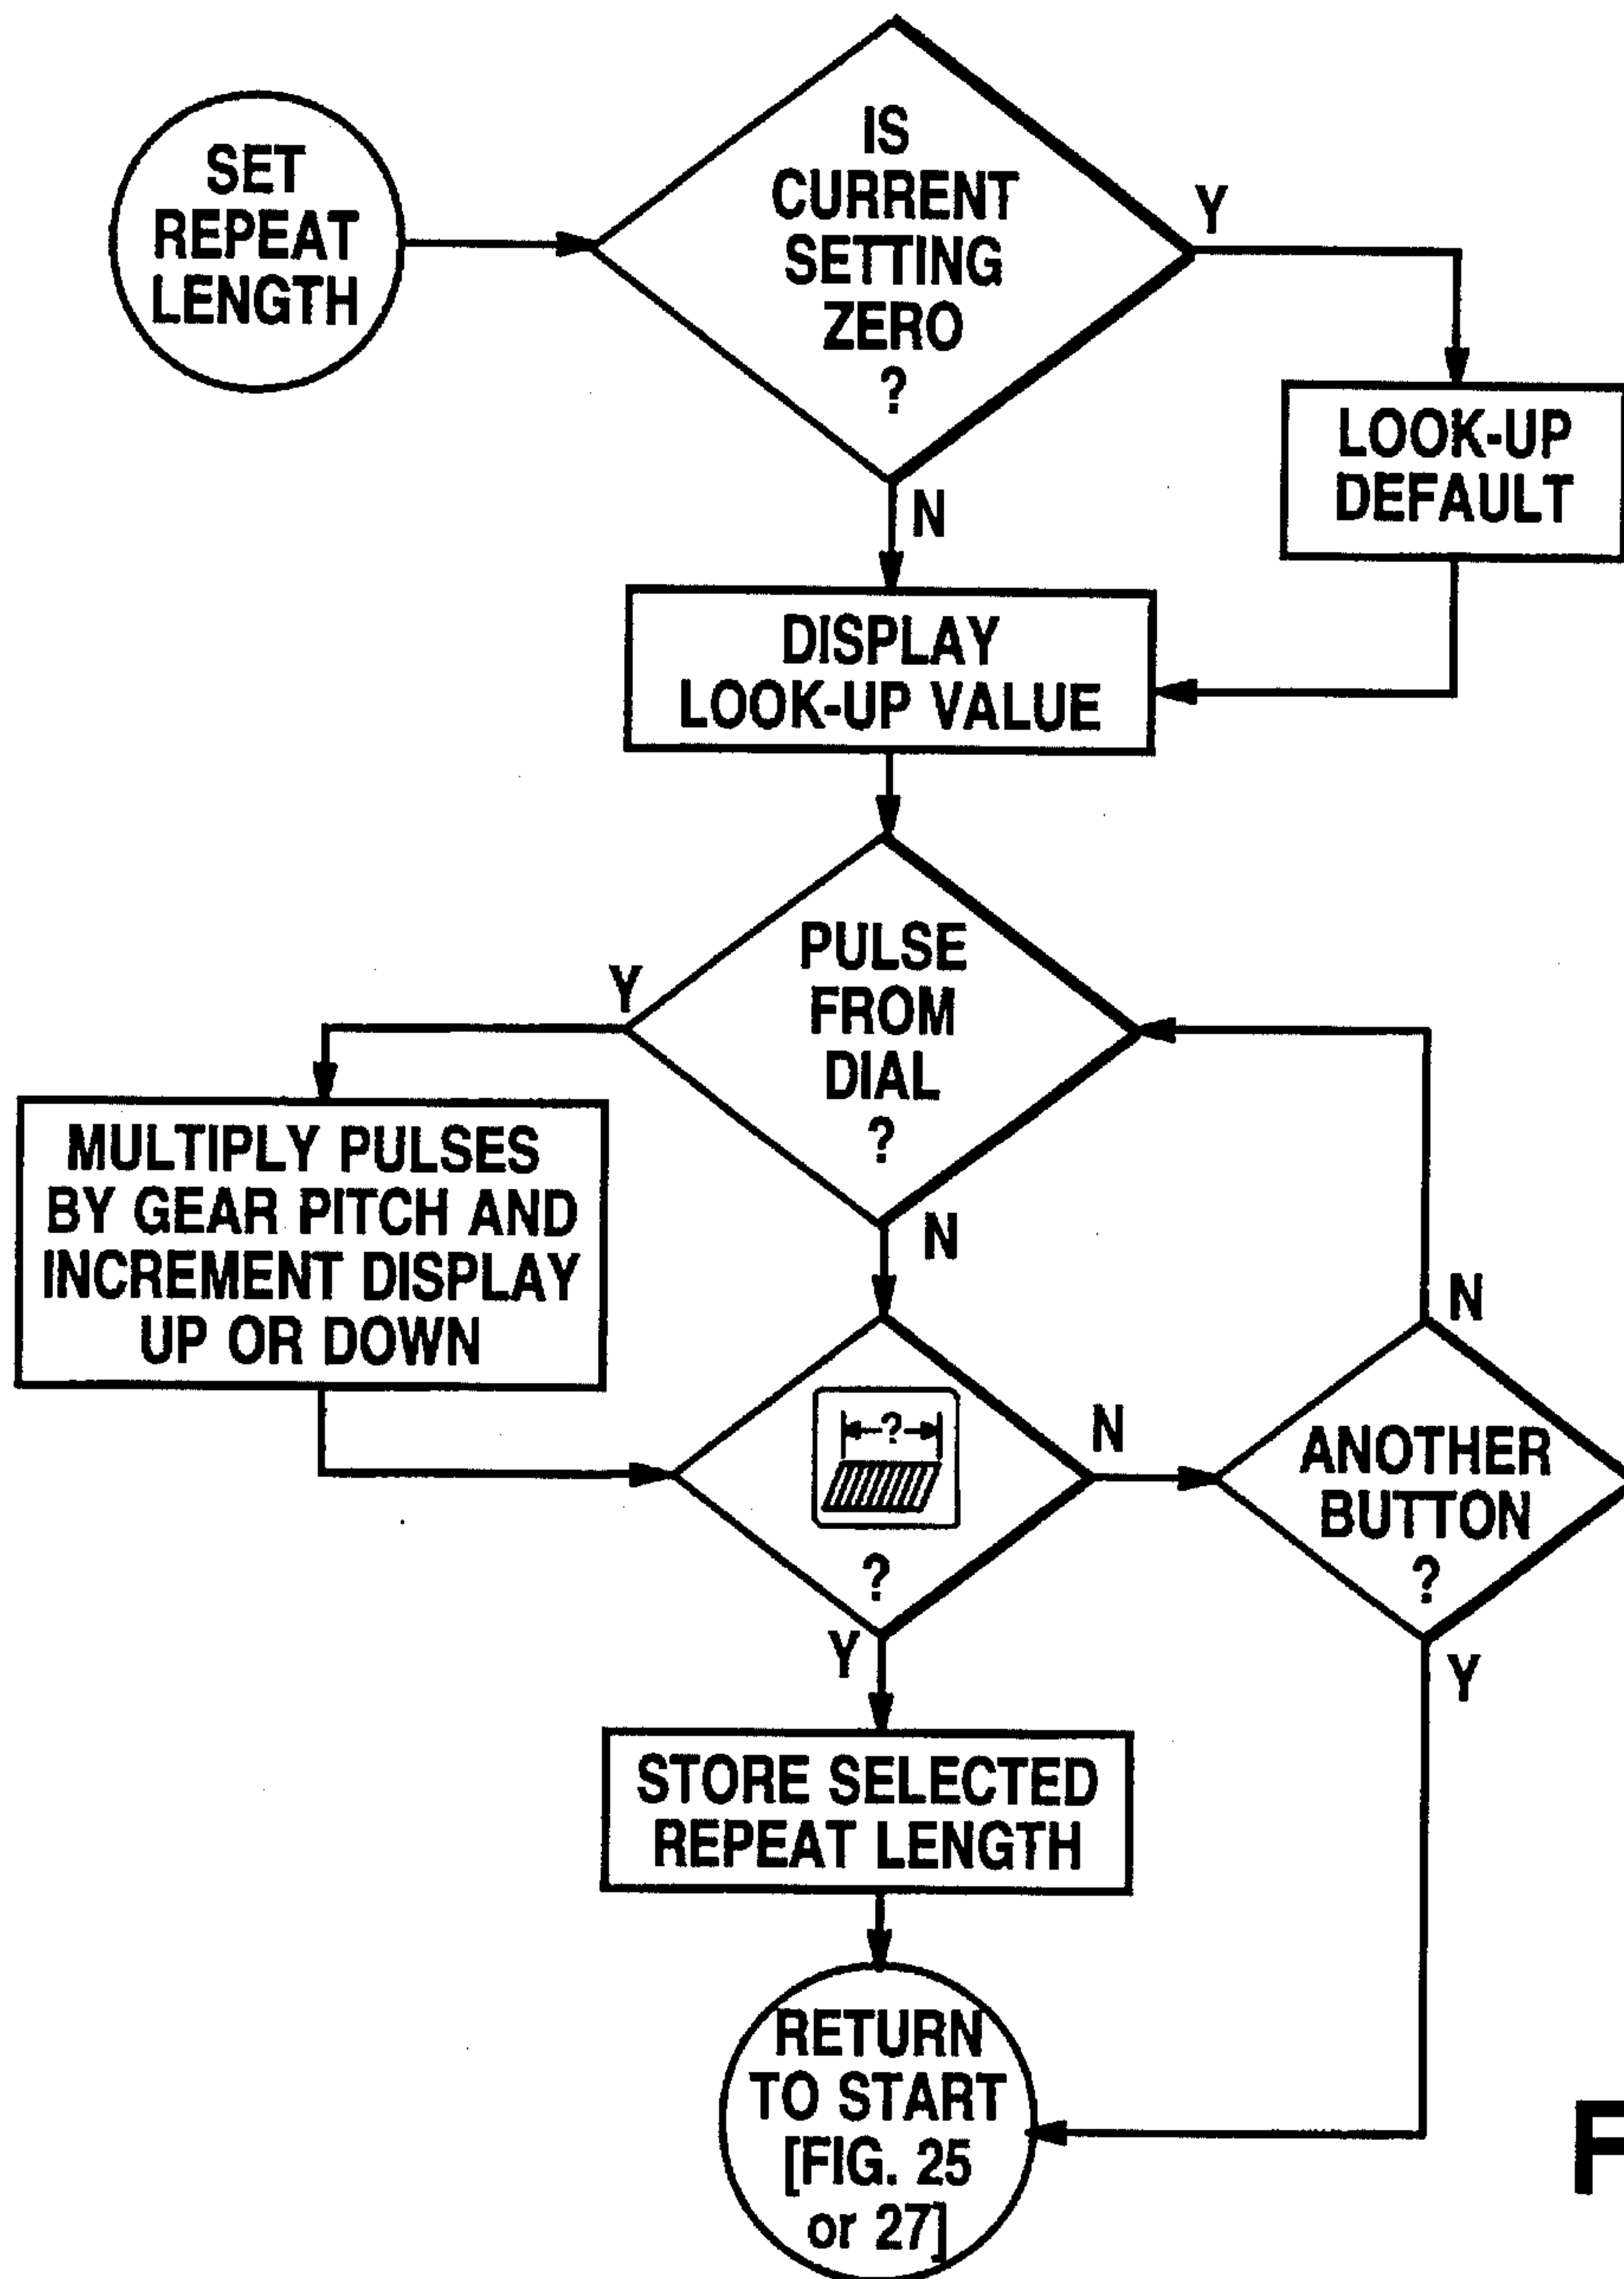 SET
REPEAT
LENGTH
IS
CURRENT
SETTING
ZERO
?
Y
LOOK-UP
DEFAULT
N
DISPLAY
LOOK-UP VALUE
PULSE
FROM
DIAL
?
Y
MULTIPLY PULSES
BY GEAR PITCH AND
INCREMENT DISPLAY
UP OR DOWN
N
?
?
N
ANOTHER
BUTTON
?
N
Y
Y
STORE SELECTED
REPEAT LENGTH
RETURN
TO START
[FIG. 25
or 27]
F